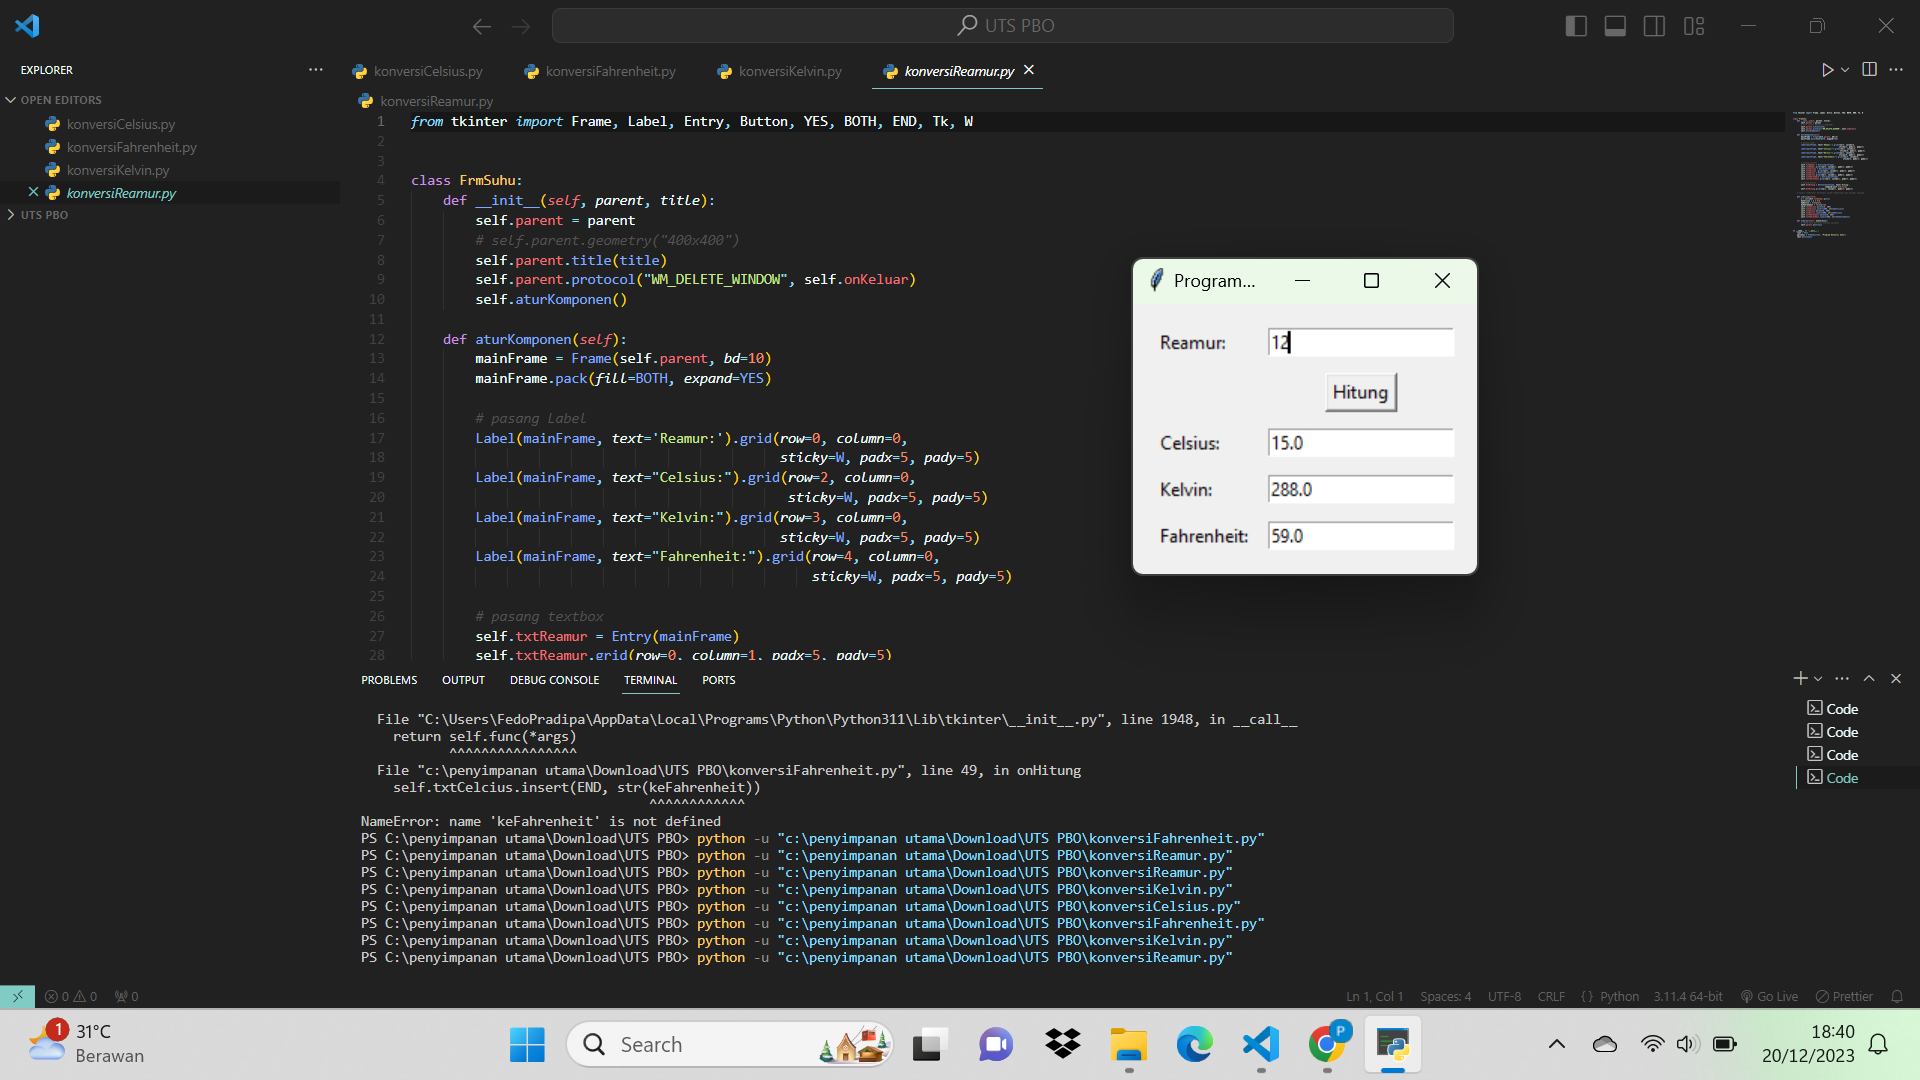 UTS PBO
EXPLORER
OPEN EDITORS
konversiCelsius.py
konversiFahrenheit.py
konversiKelvin.py
konversiReamur.py
UTS PBO
konversiCelsius.py konversiFahrenheit.py konversiKelvin.py konversiReamur.py
konversiReamur.py
1 from tkinter import Frame, Label, Entry, Button, YES, BOTH, END, Tk, W
2
3
4 class FrmSuhu:
5 def __init__(self, parent, title):
6 self.parent = parent
7 # self.parent.geometry("400x400")
8 self.parent.title(title)
9 self.parent.protocol("WM_DELETE_WINDOW", self.onKeluar)
10 self.aturKomponen()
11
12 def aturKomponen(self):
13 mainFrame = Frame(self.parent, bd=10)
14 mainFrame.pack(fill=BOTH, expand=YES)
15
16 # pasang Label
17 Label(mainFrame, text='Reamur:').grid(row=0, column=0,
18 sticky=W, padx=5, pady=5)
19 Label(mainFrame, text="Celsius:").grid(row=2, column=0,
20 sticky=W, padx=5, pady=5)
21 Label(mainFrame, text="Kelvin:").grid(row=3, column=0,
22 sticky=W, padx=5, pady=5)
23 Label(mainFrame, text="Fahrenheit:").grid(row=4, column=0,
24 sticky=W, padx=5, pady=5)
25
26 # pasang textbox
27 self.txtReamur = Entry(mainFrame)
28 self.txtReamur.grid(row=0, column=1, padx=5, pady=5)
Program...
Reamur: 12
Hitung
Celsius: 15.0
Kelvin: 288.0
Fahrenheit: 59.0
PROBLEMS OUTPUT DEBUG CONSOLE TERMINAL PORTS
File "C:\Users\FedoPradipa\AppData\Local\Programs\Python\Python311\Lib\tkinter\__init__.py", line 1948, in __call__
return self.func(*args)
^^^^^^^^^^^^^^^^
File "c:\penyimpanan utama\Download\UTS PBO\konversiFahrenheit.py", line 49, in onHitung
self.txtCelcius.insert(END, str(keFahrenheit))
^^^^^^^^^^^^
NameError: name 'keFahrenheit' is not defined
PS C:\penyimpanan utama\Download\UTS PBO> python -u "c:\penyimpanan utama\Download\UTS PBO\konversiFahrenheit.py"
PS C:\penyimpanan utama\Download\UTS PBO> python -u "c:\penyimpanan utama\Download\UTS PBO\konversiReamur.py"
PS C:\penyimpanan utama\Download\UTS PBO> python -u "c:\penyimpanan utama\Download\UTS PBO\konversiReamur.py"
PS C:\penyimpanan utama\Download\UTS PBO> python -u "c:\penyimpanan utama\Download\UTS PBO\konversiKelvin.py"
PS C:\penyimpanan utama\Download\UTS PBO> python -u "c:\penyimpanan utama\Download\UTS PBO\konversiCelsius.py"
PS C:\penyimpanan utama\Download\UTS PBO> python -u "c:\penyimpanan utama\Download\UTS PBO\konversiFahrenheit.py"
PS C:\penyimpanan utama\Download\UTS PBO> python -u "c:\penyimpanan utama\Download\UTS PBO\konversiKelvin.py"
PS C:\penyimpanan utama\Download\UTS PBO> python -u "c:\penyimpanan utama\Download\UTS PBO\konversiReamur.py"
Code
Code
Code
Code
0 0 0 Ln 1, Col 1 Spaces: 4 UTF-8 CRLF {} Python 3.11.4 64-bit Go Live Prettier
1
31°C
Berawan
Search
P
18:40
20/12/2023